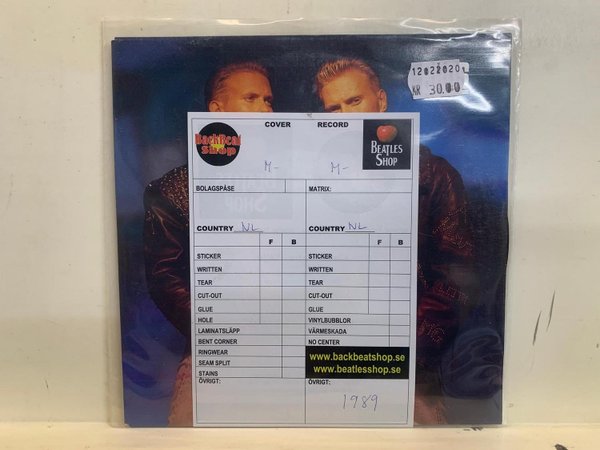 12022020
KR 30.00
COVER RECORD
BackBeat Shop
BEATLES SHOP
M- M-
BOLAGSPÅSE MATRIX:
COUNTRY NL COUNTRY NL
F B F B
STICKER STICKER
WRITTEN WRITTEN
TEAR TEAR
CUT-OUT CUT-OUT
GLUE GLUE
HOLE VINYLBUBBLOR
LAMINATSLÄPP VÄRMESKADA
BENT CORNER NO CENTER
RINGWEAR
SEAM SPLIT
STAINS
www.backbeatshop.se
www.beatlesshop.se
ÖVRIGT: ÖVRIGT:
1989